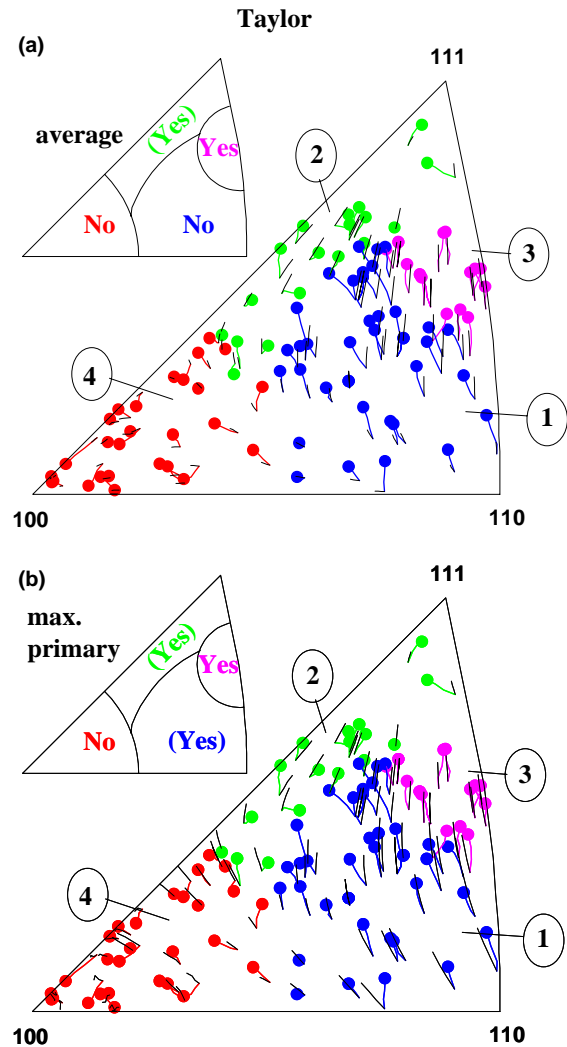 Taylor
(a)
111
average
(Yes)
Yes
No
No
2
3
4
1
100
110
(b)
111
max.
primary
(Yes)
Yes
No
(Yes)
2
3
4
1
100
110